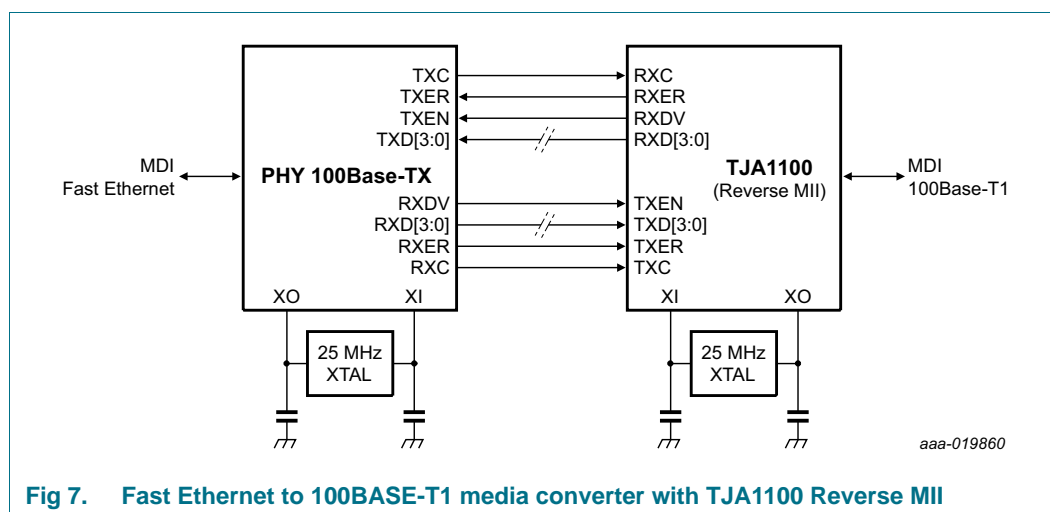 TXC
TXER
TXEN
TXD[3:0]
RXC
RXER
RXDV
RXD[3:0]
MDI
Fast Ethernet
PHY 100Base-TX
TJA1100
(Reverse MII)
MDI
100Base-T1
RXDV
RXD[3:0]
RXER
RXC
TXEN
TXD[3:0]
TXER
TXC
XO
XI
XI
XO
25 MHz
XTAL
25 MHz
XTAL
aaa-019860
Fig 7. Fast Ethernet to 100BASE-T1 media converter with TJA1100 Reverse MII